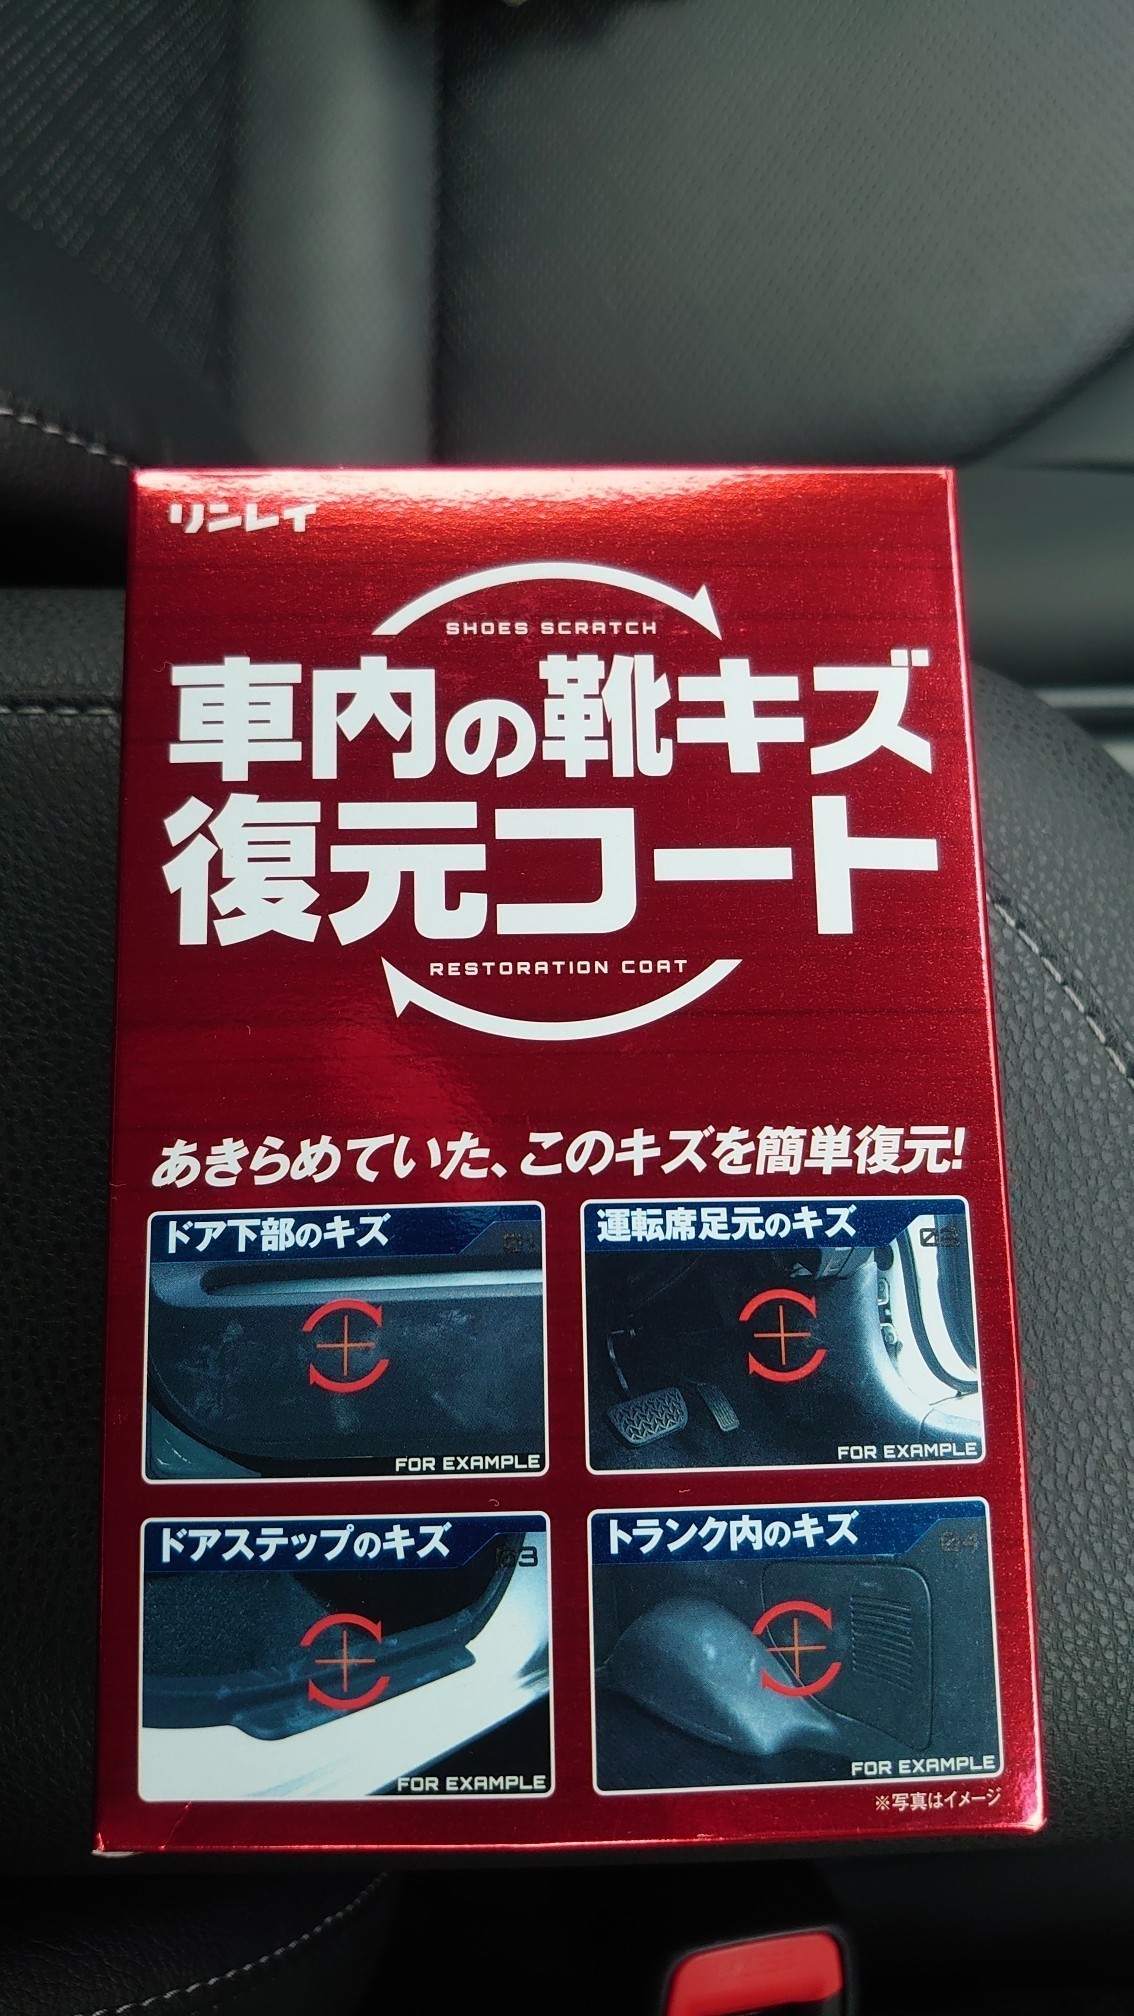 リンレイ
SHOES SCRATCH
車内の靴キズ
復元コート
RESTORATION COAT
あきらめていた、このキズを簡単復元!
ドア下部のキズ
01
FOR EXAMPLE
運転席足元のキズ
02
FOR EXAMPLE
ドアステップのキズ
03
FOR EXAMPLE
トランク内のキズ
04
FOR EXAMPLE
※写真はイメージ